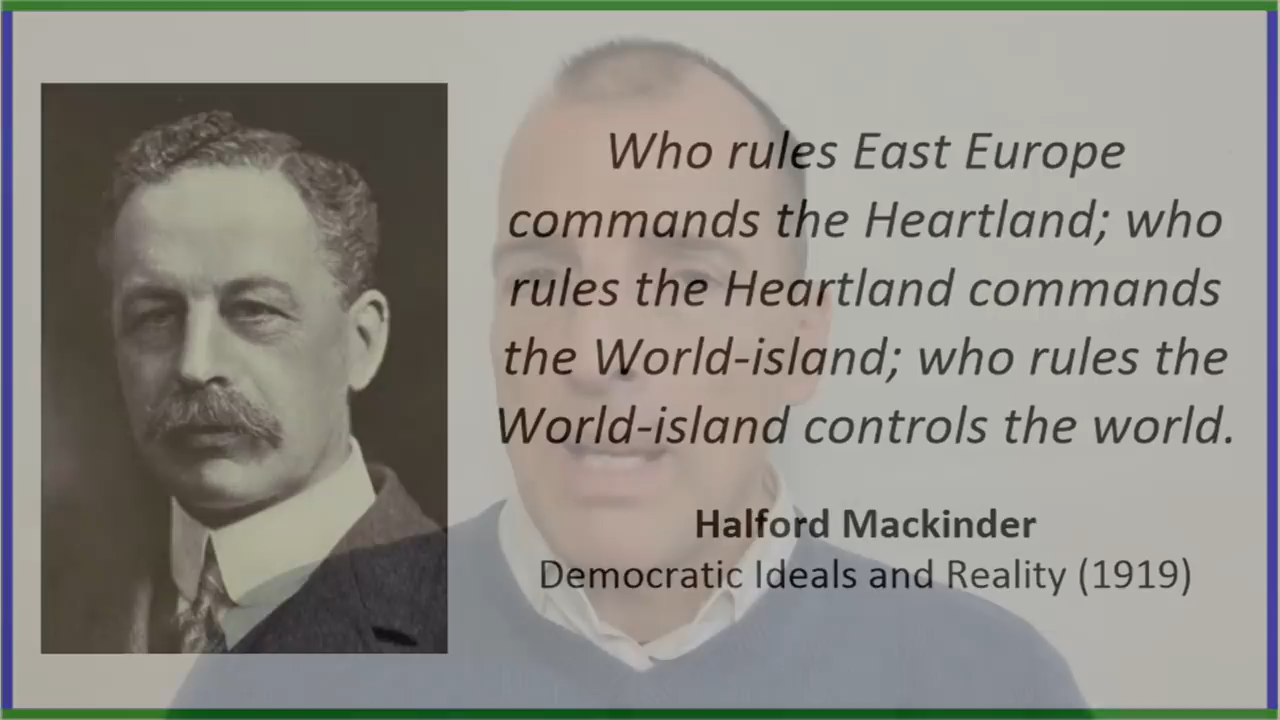 Who rules East Europe
commands the Heartland; who
rules the Heartland commands
the World-island; who rules the
World-island controls the world.
Halford Mackinder
Democratic Ideals and Reality (1919)